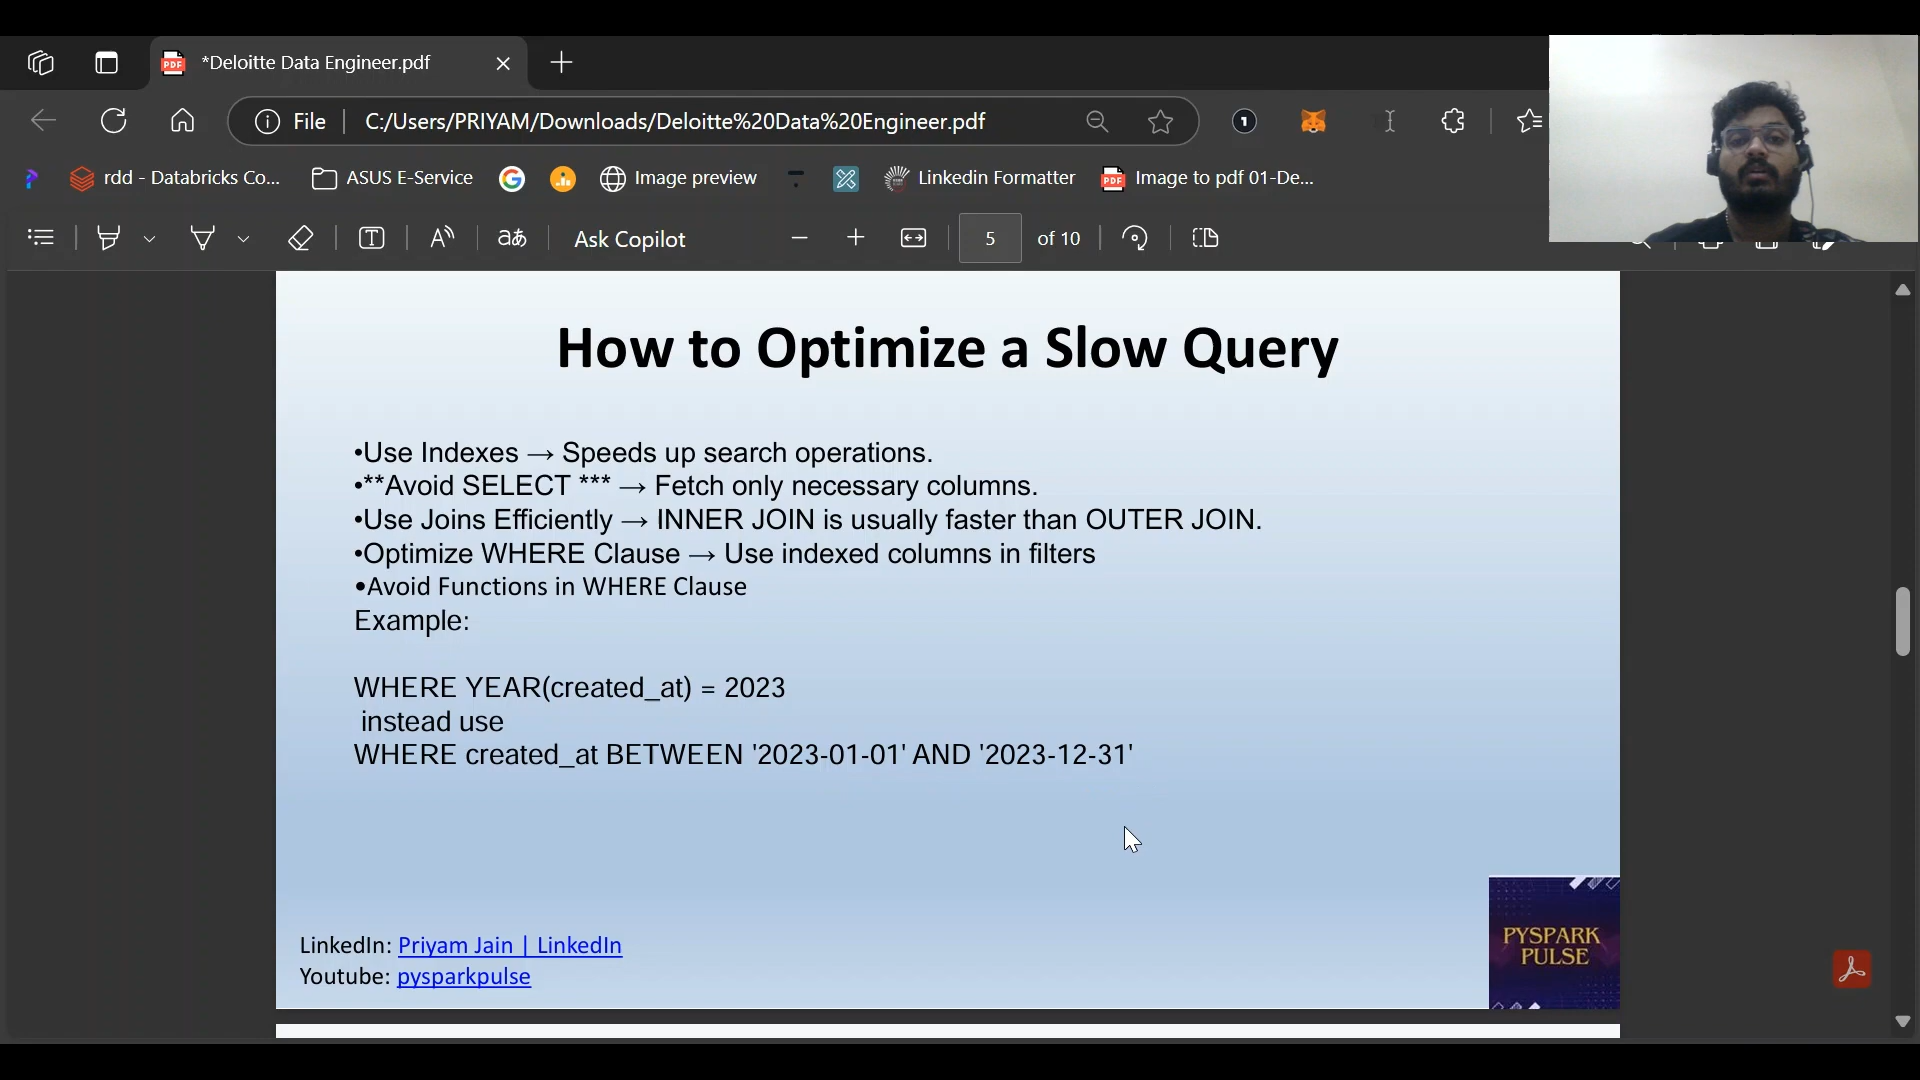 *Deloitte Data Engineer.pdf
File
C:/Users/PRIYAM/Downloads/Deloitte%20Data%20Engineer.pdf
1
rdd - Databricks Co...
ASUS E-Service
Image preview
Linkedin Formatter
PDF
Image to pdf 01-De...
Ask Copilot
5
of 10
How to Optimize a Slow Query
•Use Indexes → Speeds up search operations.
•**Avoid SELECT *** → Fetch only necessary columns.
•Use Joins Efficiently → INNER JOIN is usually faster than OUTER JOIN.
•Optimize WHERE Clause → Use indexed columns in filters
•Avoid Functions in WHERE Clause
Example:
WHERE YEAR(created_at) = 2023
instead use
WHERE created_at BETWEEN '2023-01-01' AND '2023-12-31'
LinkedIn: Priyam Jain | LinkedIn
Youtube: pysparkpulse
PYSPARK
PULSE